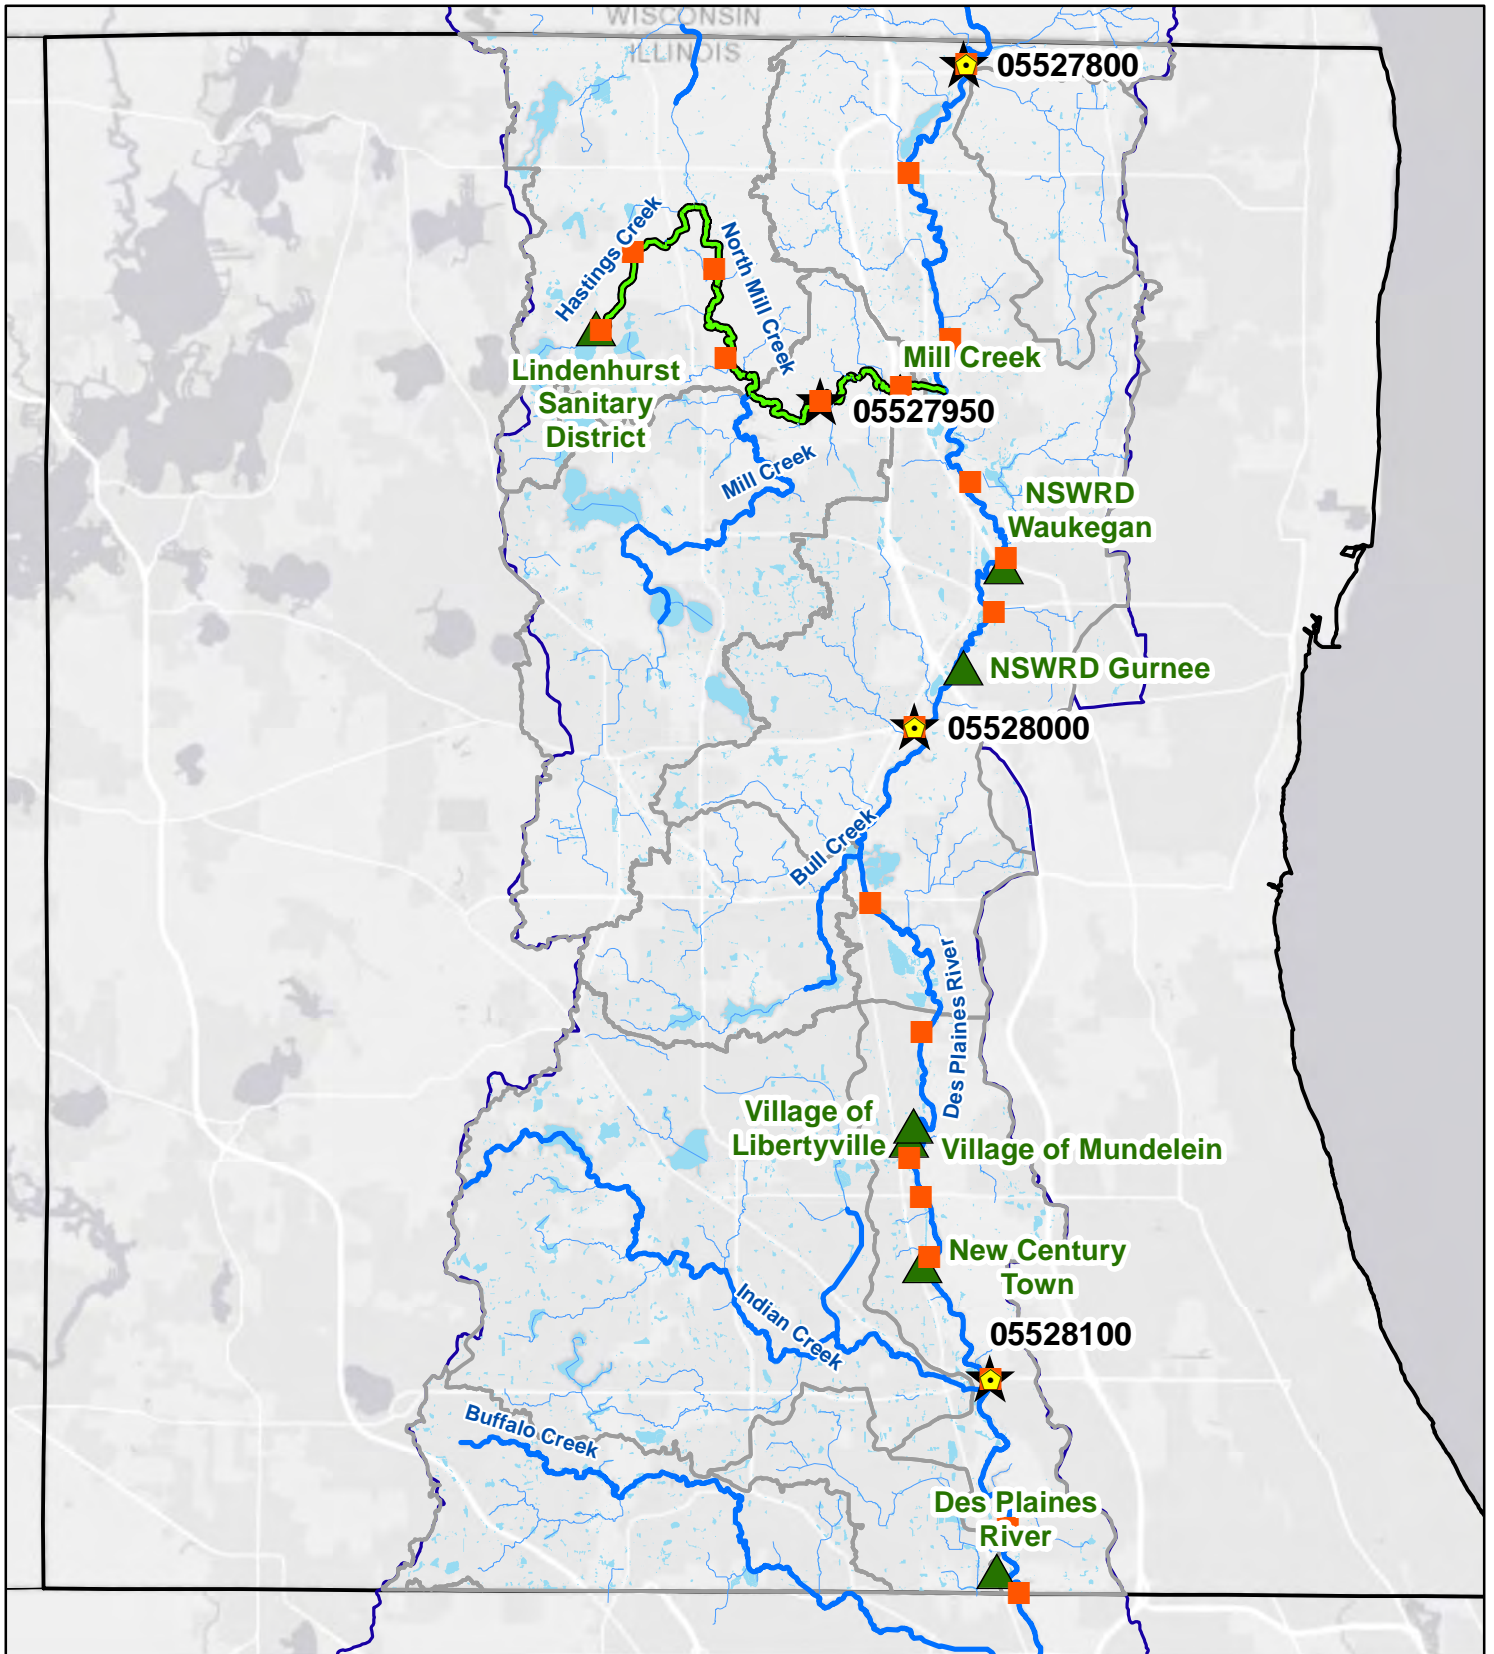 WISCONSIN
ILLINOIS
05527800
Hastings Creek
North Mill Creek
Mill Creek
Lindenhurst
Sanitary
District
05527950
Mill Creek
NSWRD
Waukegan
NSWRD Gurnee
05528000
Bull Creek
Des Plaines River
Village of
Libertyville
Village of Mundelein
New Century
Town
Indian Creek
05528100
Buffalo Creek
Des Plaines
River